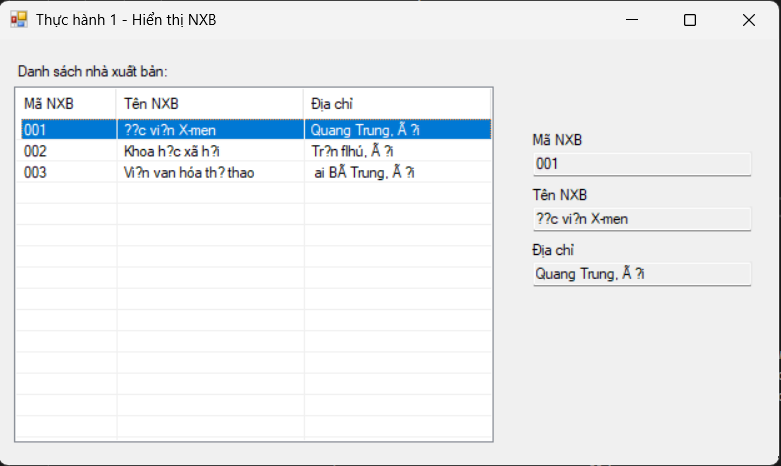 Thực hành 1 - Hiển thị NXB
Danh sách nhà xuất bản:
Mã NXB Tên NXB Địa chỉ
001 ??c vi?n X-men Quang Trung, Ã ?i
002 Khoa h?c xã h?i Tr?n flhú, Ã ?i
003 Vi?n van hóa th? thao ai BÃ Trung, Ã ?i
Mã NXB
001
Tên NXB
??c vi?n X-men
Địa chỉ
Quang Trung, Ã ?i